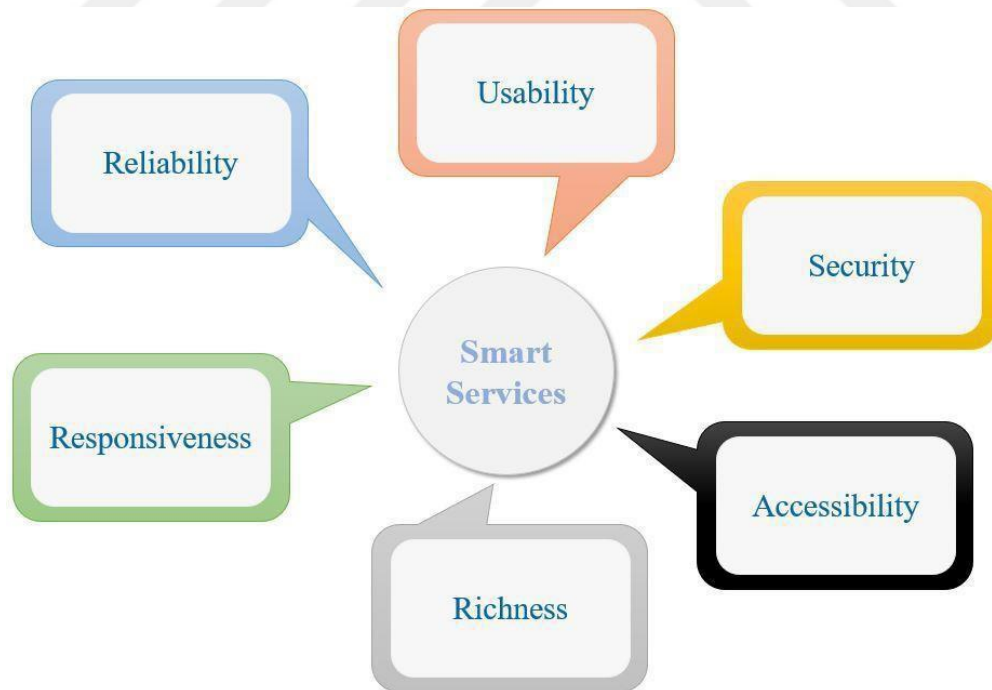 Usability
Reliability
Security
Smart
Services
Responsiveness
Accessibility
Richness